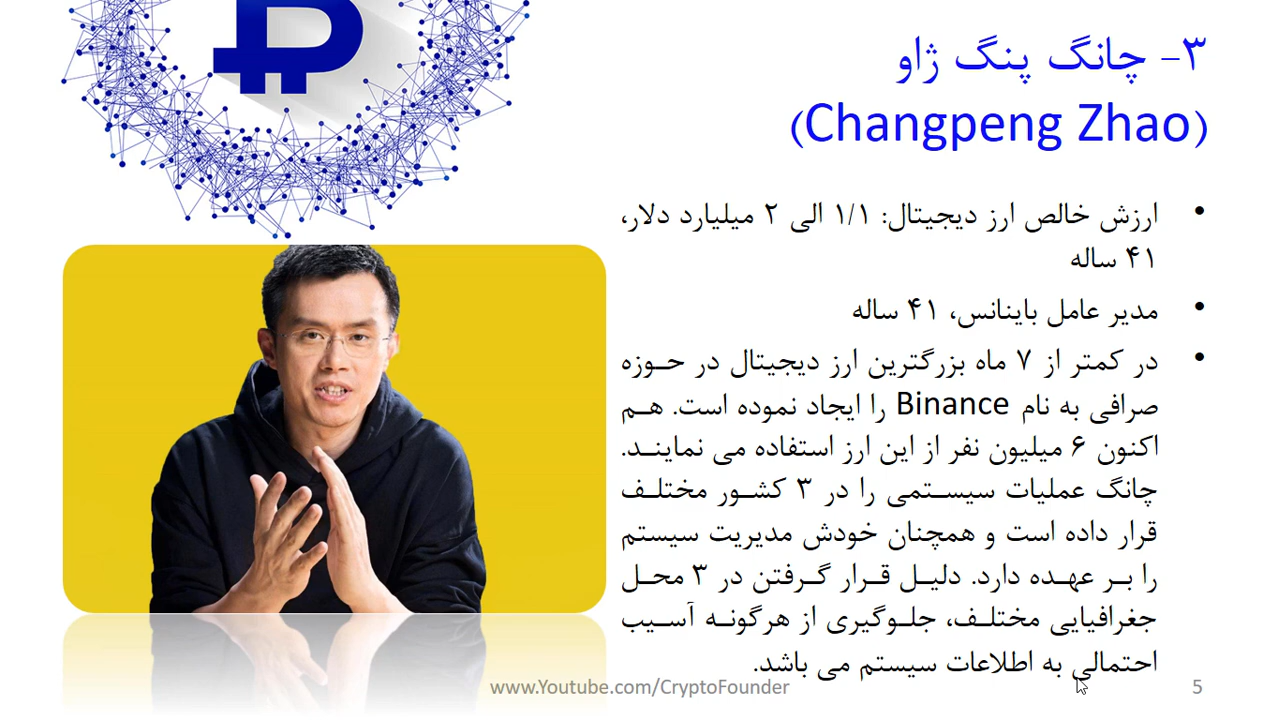 ۳- چانگ پنگ ژاو
(Changpeng Zhao)
• ارزش خالص ارز دیجیتال: ۱/۱ الی ۲ میلیارد دلار،
۴۱ ساله
• مدیر عامل باینانس، ۴۱ ساله
• در کمتر از ۷ ماه بزرگترین ارز دیجیتال در حوزه
صرافی به نام Binance را ایجاد نموده است. هم
اکنون ۶ میلیون نفر از این ارز استفاده می نمایند.
چانگ عملیات سیستمی را در ۳ کشور مختلف
قرار داده است و همچنان خودش مدیریت سیستم
را بر عهده دارد. دلیل قرار گرفتن در ۳ محل
جغرافیایی مختلف، جلوگیری از هرگونه آسیب
احتمالی به اطلاعات سیستم می باشد.
www.Youtube.com/CryptoFounder
5